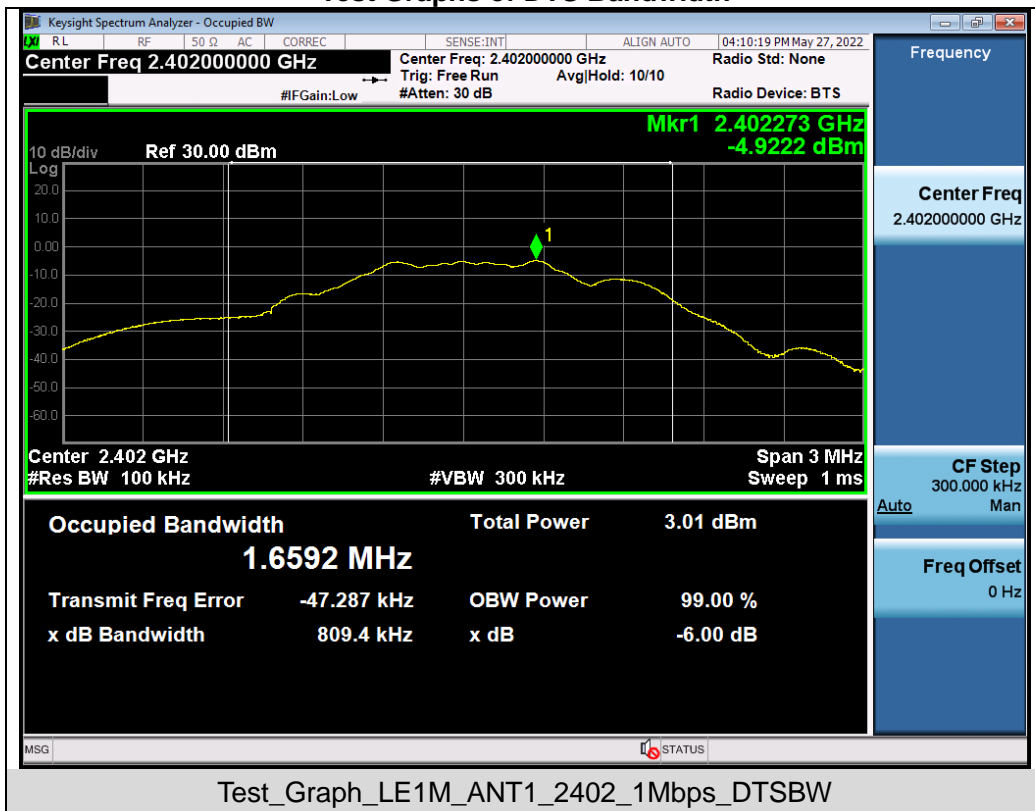 Test Graphs of DTS Bandwidth
Keysight Spectrum Analyzer - Occupied BW
LXI RL RF 50 Ω AC CORREC SENSE:INT ALIGN AUTO 04:10:19 PM May 27, 2022
Center Freq 2.402000000 GHz
#IFGain:Low
Center Freq: 2.402000000 GHz
Trig: Free Run Avg|Hold: 10/10
#Atten: 30 dB
Radio Std: None
Radio Device: BTS
Mkr1 2.402273 GHz
-4.9222 dBm
10 dB/div Ref 30.00 dBm
Log
20.0
10.0
0.00
-10.0
-20.0
-30.0
-40.0
-50.0
-60.0
1
Center 2.402 GHz Span 3 MHz
#Res BW 100 kHz #VBW 300 kHz Sweep 1 ms
Occupied Bandwidth Total Power 3.01 dBm
1.6592 MHz
Transmit Freq Error -47.287 kHz OBW Power 99.00 %
x dB Bandwidth 809.4 kHz x dB -6.00 dB
MSG STATUS
Frequency
Center Freq
2.402000000 GHz
CF Step
300.000 kHz
Auto Man
Freq Offset
0 Hz
Test_Graph_LE1M_ANT1_2402_1Mbps_DTSBW